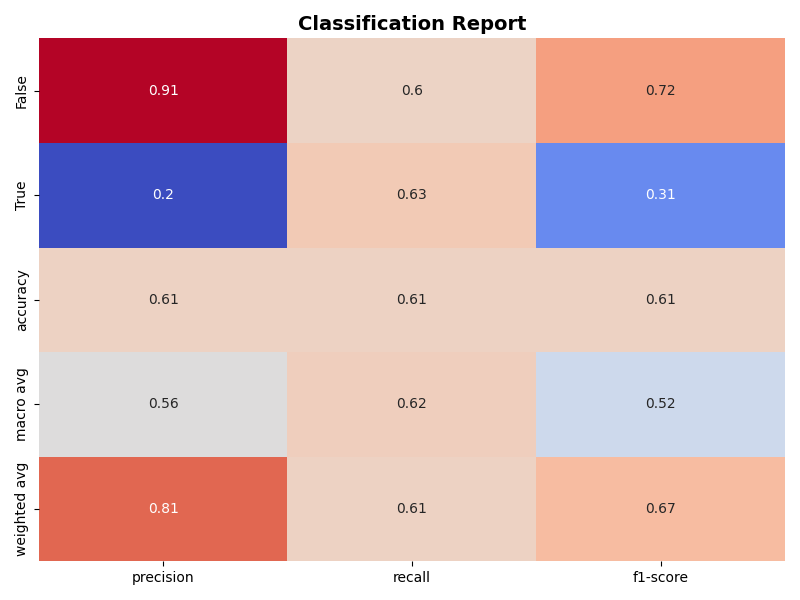 Classification Report
False 0.91 0.6 0.72
True 0.2 0.63 0.31
accuracy 0.61 0.61 0.61
macro avg 0.56 0.62 0.52
weighted avg 0.81 0.61 0.67
precision recall f1-score